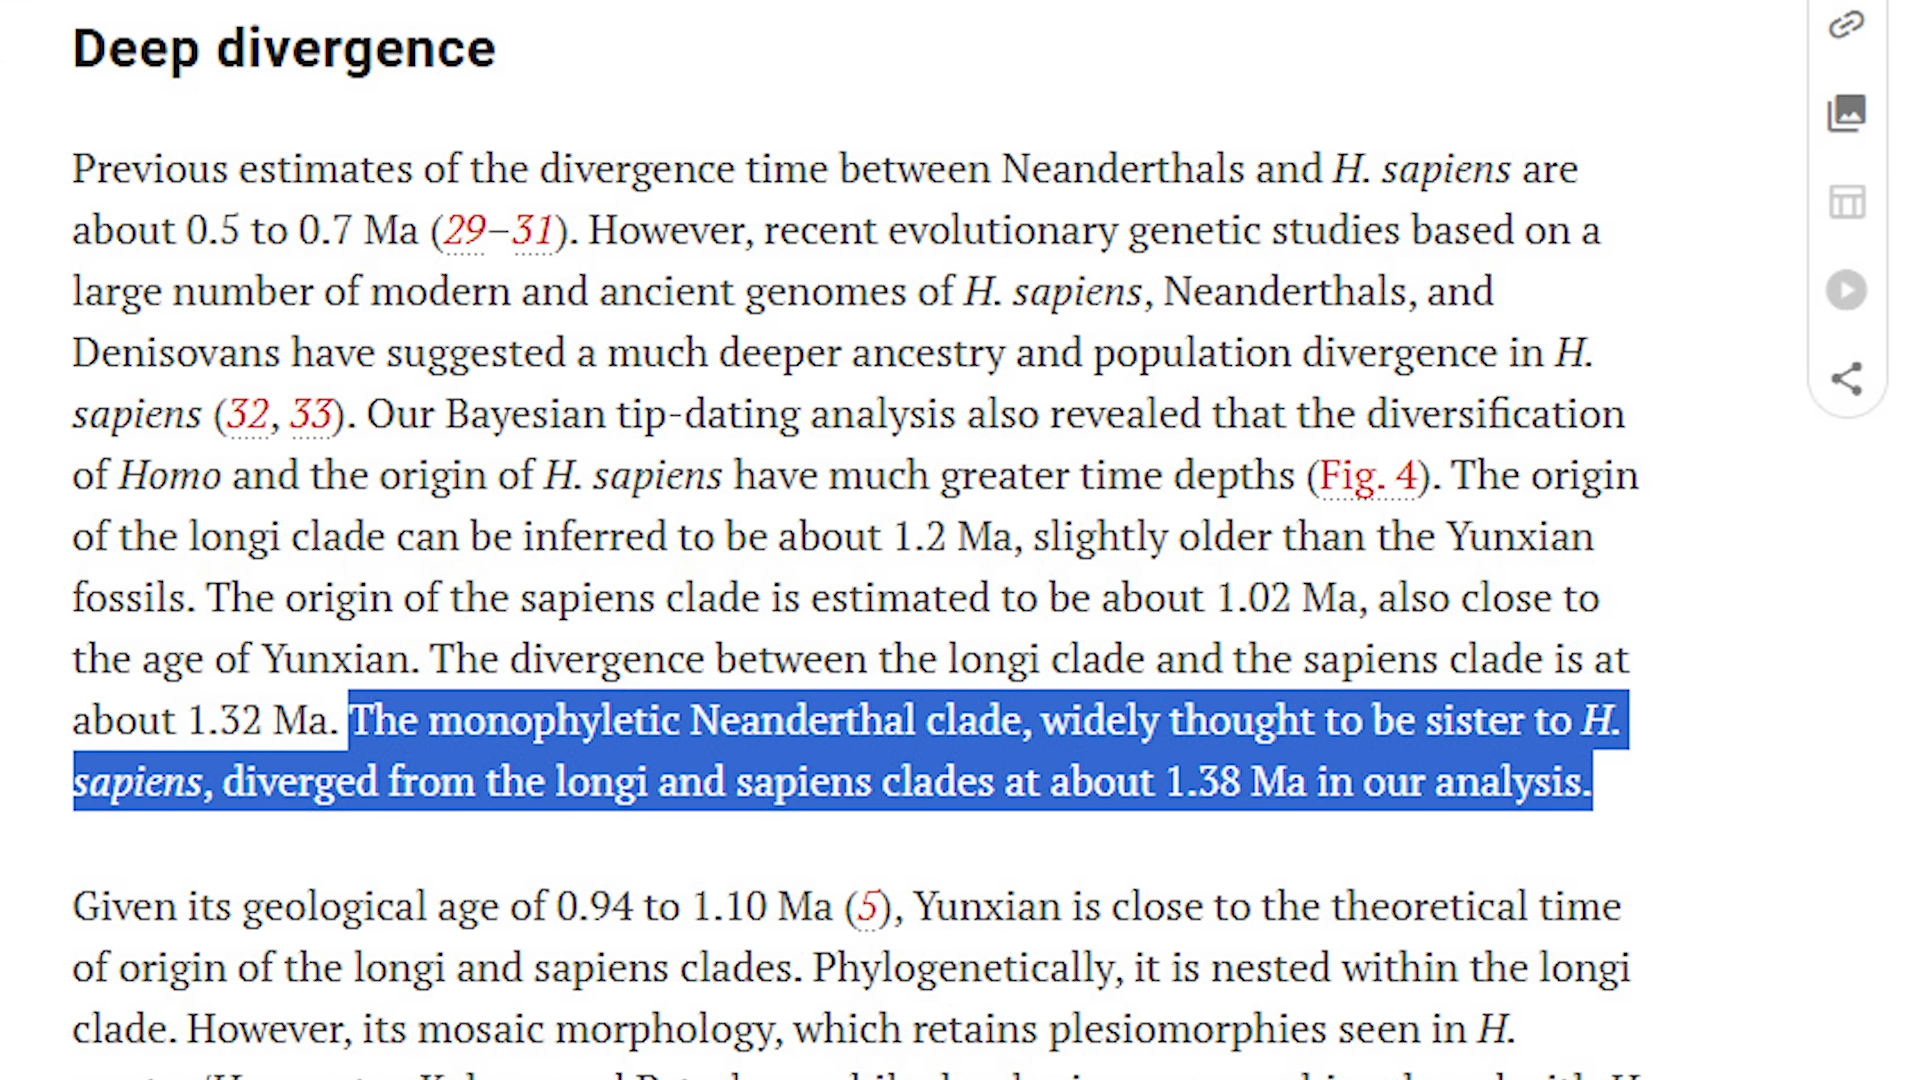 Deep divergence
Previous estimates of the divergence time between Neanderthals and H. sapiens are
about 0.5 to 0.7 Ma (29–31). However, recent evolutionary genetic studies based on a
large number of modern and ancient genomes of H. sapiens, Neanderthals, and
Denisovans have suggested a much deeper ancestry and population divergence in H.
sapiens (32, 33). Our Bayesian tip-dating analysis also revealed that the diversification
of Homo and the origin of H. sapiens have much greater time depths (Fig. 4). The origin
of the longi clade can be inferred to be about 1.2 Ma, slightly older than the Yunxian
fossils. The origin of the sapiens clade is estimated to be about 1.02 Ma, also close to
the age of Yunxian. The divergence between the longi clade and the sapiens clade is at
about 1.32 Ma. The monophyletic Neanderthal clade, widely thought to be sister to H.
sapiens, diverged from the longi and sapiens clades at about 1.38 Ma in our analysis.
Given its geological age of 0.94 to 1.10 Ma (5), Yunxian is close to the theoretical time
of origin of the longi and sapiens clades. Phylogenetically, it is nested within the longi
clade. However, its mosaic morphology, which retains plesiomorphies seen in H.